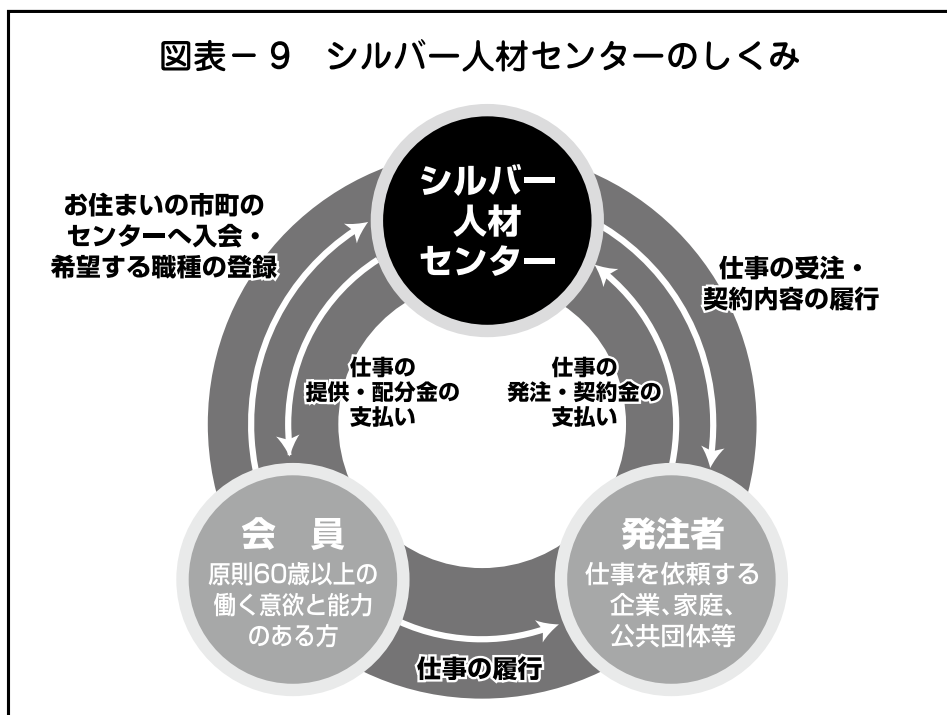 図表−9　シルバー人材センターのしくみ
シルバー
人材
センター
お住まいの市町の
センターへ入会・
希望する職種の登録
仕事の受注・
契約内容の履行
仕事の
提供・配分金の
支払い
仕事の
発注・契約金の
支払い
会　員
原則60歳以上の
働く意欲と能力
のある方
発注者
仕事を依頼する
企業、家庭、
公共団体等
仕事の履行